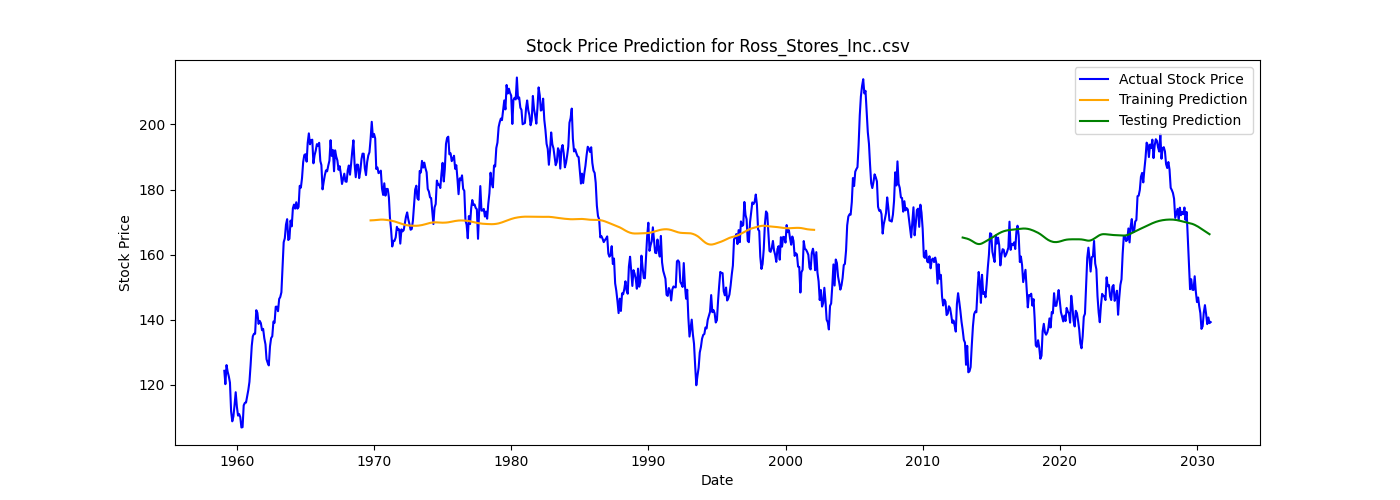 Stock Price Prediction for Ross_Stores_Inc..csv
Actual Stock Price
Training Prediction
Testing Prediction
Stock Price
200
180
160
140
120
1960 1970 1980 1990 2000 2010 2020 2030
Date